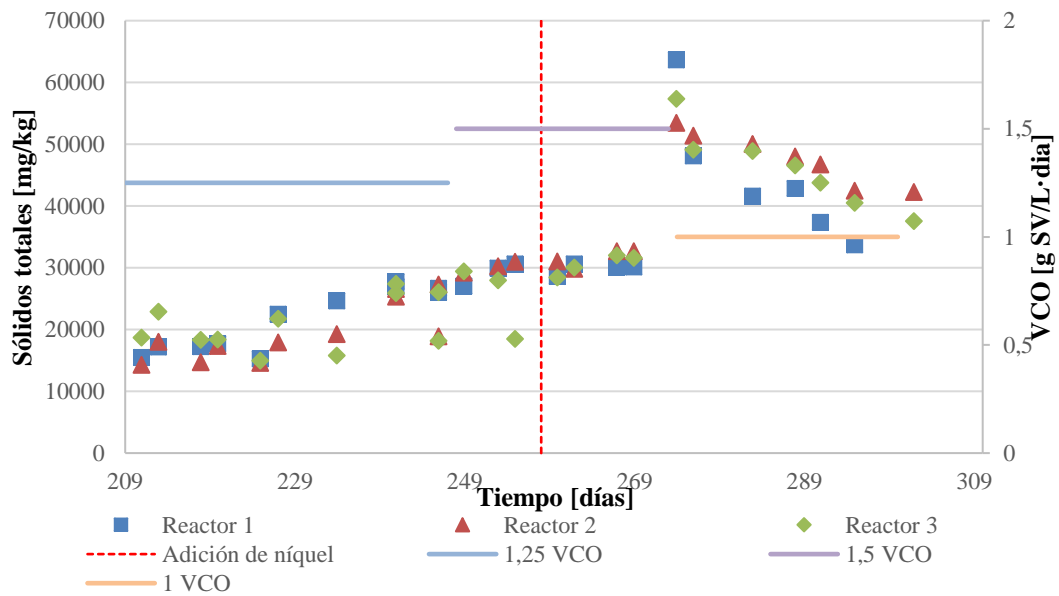 70000
60000
50000
40000
30000
20000
10000
0
Sólidos totales [mg/kg]
2
1,5
1
0,5
0
VCO [g SV/L·dia]
209 229 249 269 289 309
Tiempo [días]
Reactor 1 Reactor 2 Reactor 3
Adición de níquel 1,25 VCO 1,5 VCO
1 VCO